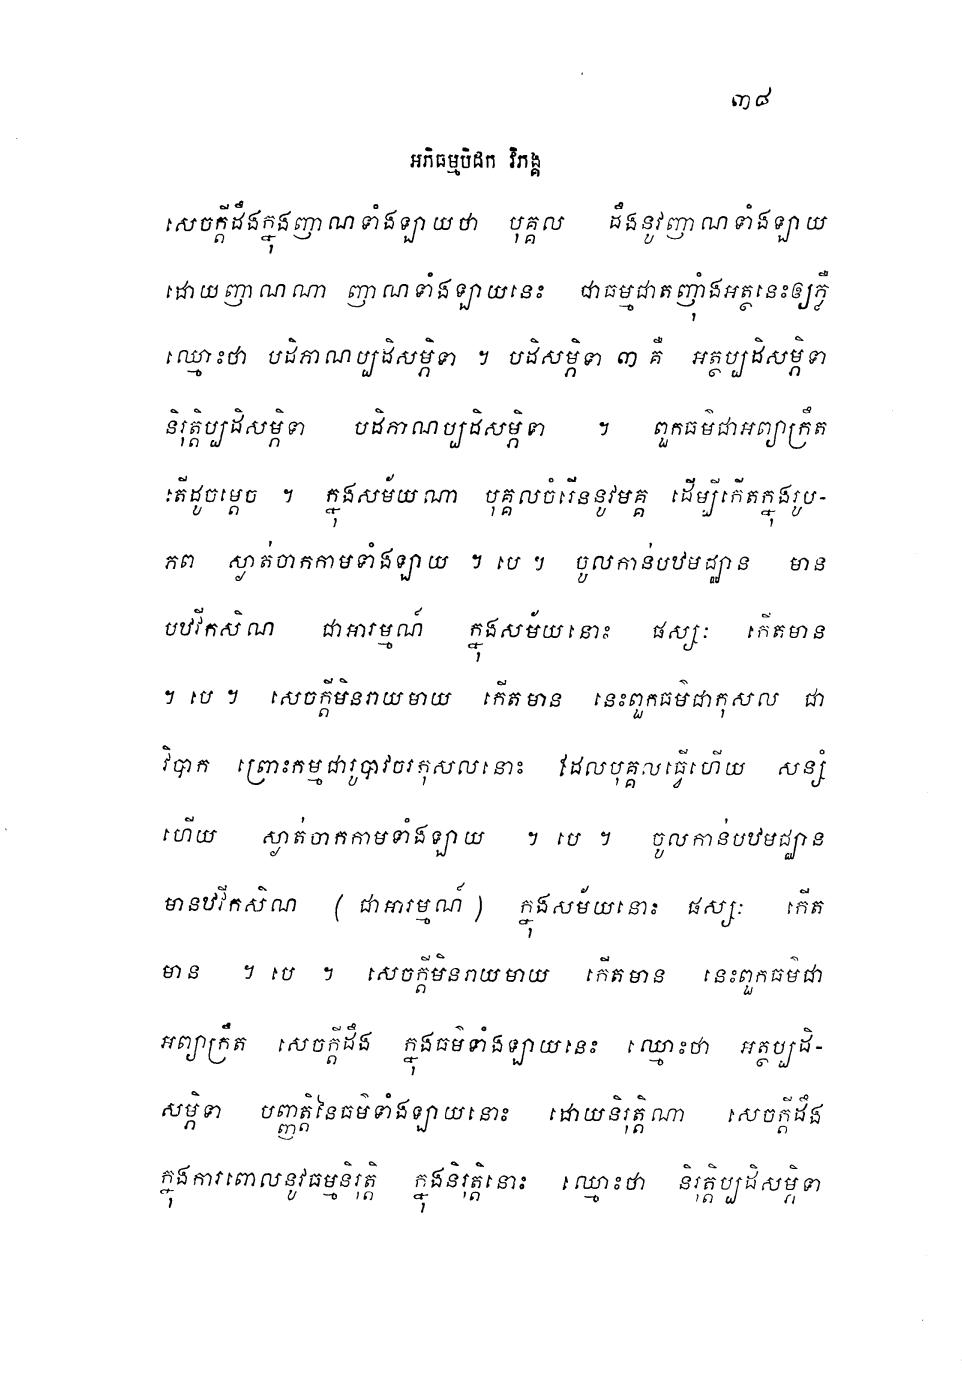 ៣៨
អភិធម្មបិដក វិភង្គ
សេចក្តីដឹងក្នុងញាណទាំងឡាយថា បុគ្គល ដឹងនូវញាណទាំងឡាយ
ដោយញាណណា ញាណទាំងឡាយនេះ ជាធម្មជាតញ៉ាំងអត្ថនេះឲ្យភ្លឺ
ឈ្មោះថា បដិភាណប្បដិសម្ភិទា ។ បដិសម្ភិទា ៣ គឺ អត្ថប្បដិសម្ភិទា
និរុត្តិប្បដិសម្ភិទា បដិភាណប្បដិសម្ភិទា ។ ពួកធម៌ជាអព្យាក្រឹត
តើដូចម្តេច ។ ក្នុងសម័យណា បុគ្គលចំរើននូវមគ្គ ដើម្បីកើតក្នុងរូប-
ភព ស្ងាត់ចាកកាមទាំងឡាយ ។ បេ ។ ចូលកាន់បឋមជ្ឈាន មាន
បឋវីកសិណ ជាអារម្មណ៍ ក្នុងសម័យនោះ ផស្សៈ កើតមាន
។ បេ ។ សេចក្តីមិនរាយមាយ កើតមាន នេះពួកធម៌ជាកុសល ជា
វិបាក ព្រោះកម្មជារូបាវចរកុសលនោះ ដែលបុគ្គលធ្វើហើយ សន្សំ
ហើយ ស្ងាត់ចាកកាមទាំងឡាយ ។ បេ ។ ចូលកាន់បឋមជ្ឈាន
មានឋវីកសិណ ( ជាអារម្មណ៍ ) ក្នុងសម័យនោះ ផស្សៈ កើត
មាន ។ បេ ។ សេចក្តីមិនរាយមាយ កើតមាន នេះពួកធម៌ជា
អព្យាក្រឹត សេចក្តីដឹង ក្នុងធម៌ទាំងឡាយនេះ ឈ្មោះថា អត្ថប្បដិ-
សម្ភិទា បញ្ញត្តិនៃធម៌ទាំងឡាយនោះ ដោយនិរុត្តិណា សេចក្តីដឹង
ក្នុងការពោលនូវធម្មនិរុត្តិ ក្នុងនិរុត្តិនោះ ឈ្មោះថា និរុត្តិប្បដិសម្ភិទា